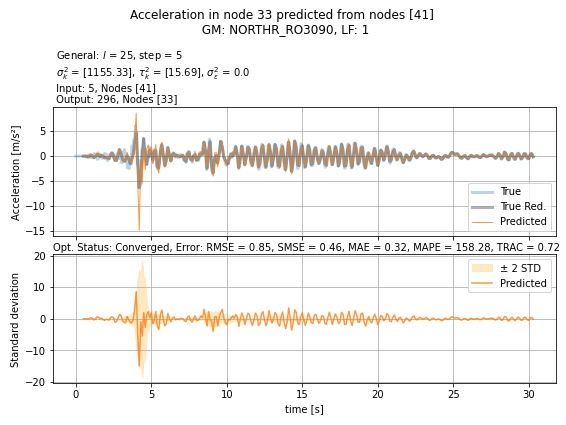 Acceleration in node 33 predicted from nodes [41]
GM: NORTHR_RO3090, LF: 1
General: l = 25, step = 5
σ²ₖ = [1155.33], τ²ₖ = [15.69], σ²ε = 0.0
Input: 5, Nodes [41]
Output: 296, Nodes [33]
Acceleration [m/s²]
5
0
−5
−10
−15
True
True Red.
Predicted
Opt. Status: Converged, Error: RMSE = 0.85, SMSE = 0.46, MAE = 0.32, MAPE = 158.28, TRAC = 0.72
Standard deviation
20
10
0
−10
−20
± 2 STD
Predicted
0 5 10 15 20 25 30
time [s]